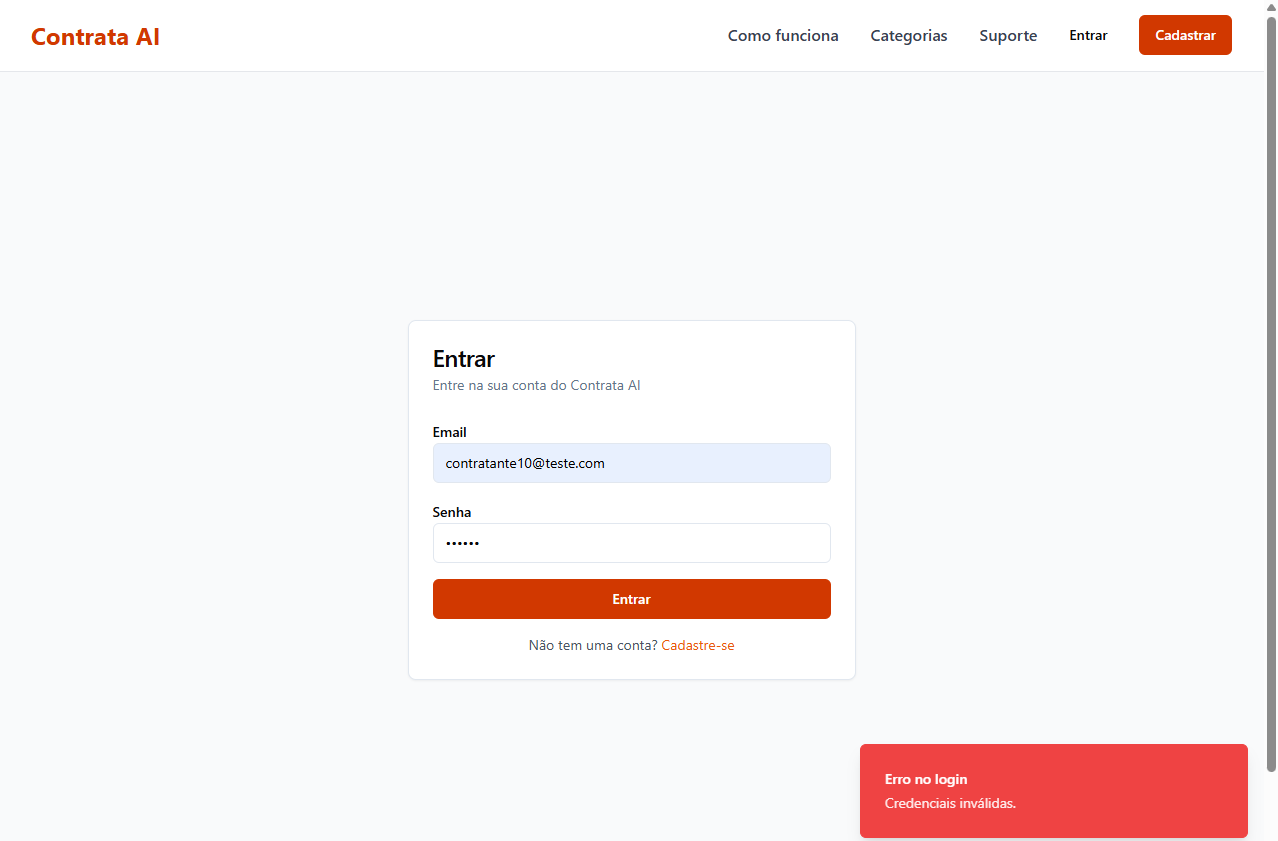 Contrata AI
Como funciona
Categorias
Suporte
Entrar
Cadastrar
Entrar
Entre na sua conta do Contrata AI
Email
contratante10@teste.com
Senha
••••••
Entrar
Não tem uma conta? Cadastre-se
Erro no login
Credenciais inválidas.